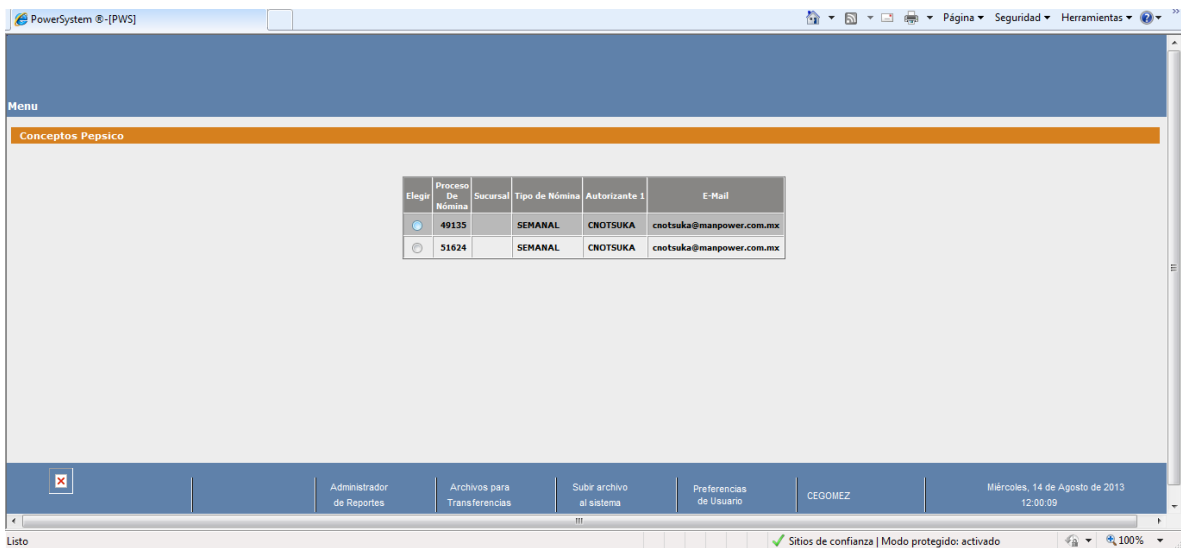 PowerSystem ®-[PWS]
Página Seguridad Herramientas »
Menu
Conceptos Pepsico
Elegir Proceso De Nómina Sucursal Tipo de Nómina Autorizante 1 E-Mail
49135 SEMANAL CNOTSUKA cnotsuka@manpower.com.mx
51624 SEMANAL CNOTSUKA cnotsuka@manpower.com.mx
Administrador de Reportes
Archivos para Transferencias
Subir archivo al sistema
Preferencias de Usuario
CEGOMEZ
Miércoles, 14 de Agosto de 2013
12:00:09
Listo
Sitios de confianza | Modo protegido: activado
100%